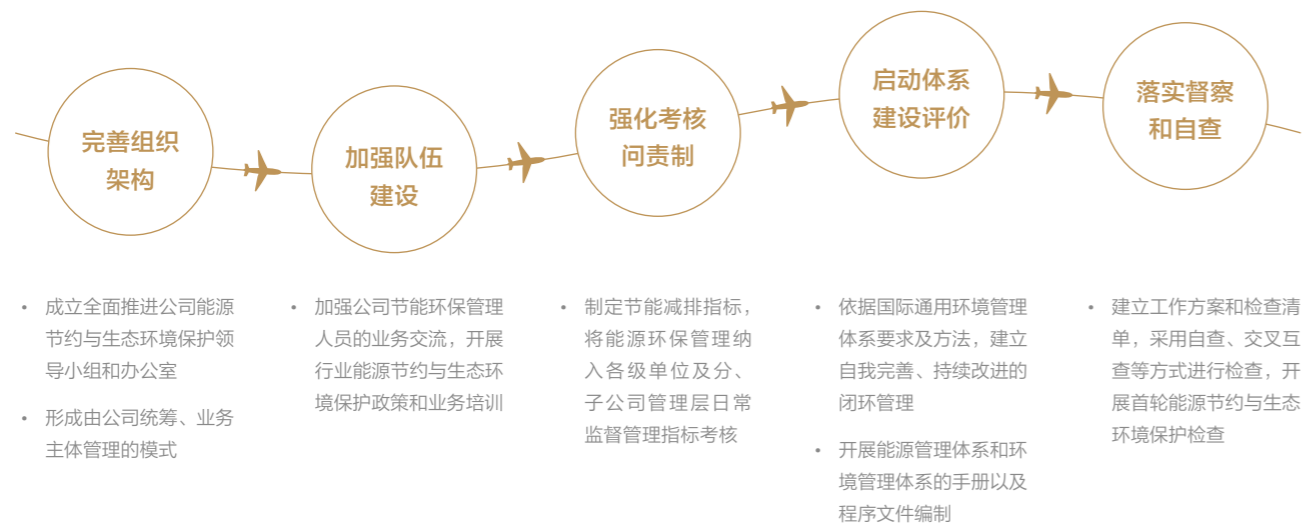 完善组织
架构
加强队伍
建设
强化考核
问责制
启动体系
建设评价
落实督察
和自查
• 成立全面推进公司能源
节约与生态环境保护领
导小组和办公室
• 形成由公司统筹、业务
主体管理的模式
• 加强公司节能环保管理
人员的业务交流，开展
行业能源节约与生态环
境保护政策和业务培训
• 制定节能减排指标，
将能源环保管理纳
入各级单位及分、
子公司管理层日常
监督管理指标考核
• 依据国际通用环境管理
体系要求及方法，建立
自我完善、持续改进的
闭环管理
• 开展能源管理体系和环
境管理体系的手册以及
程序文件编制
• 建立工作方案和检查清
单，采用自查、交叉互
查等方式进行检查，开
展首轮能源节约与生态
环境保护检查